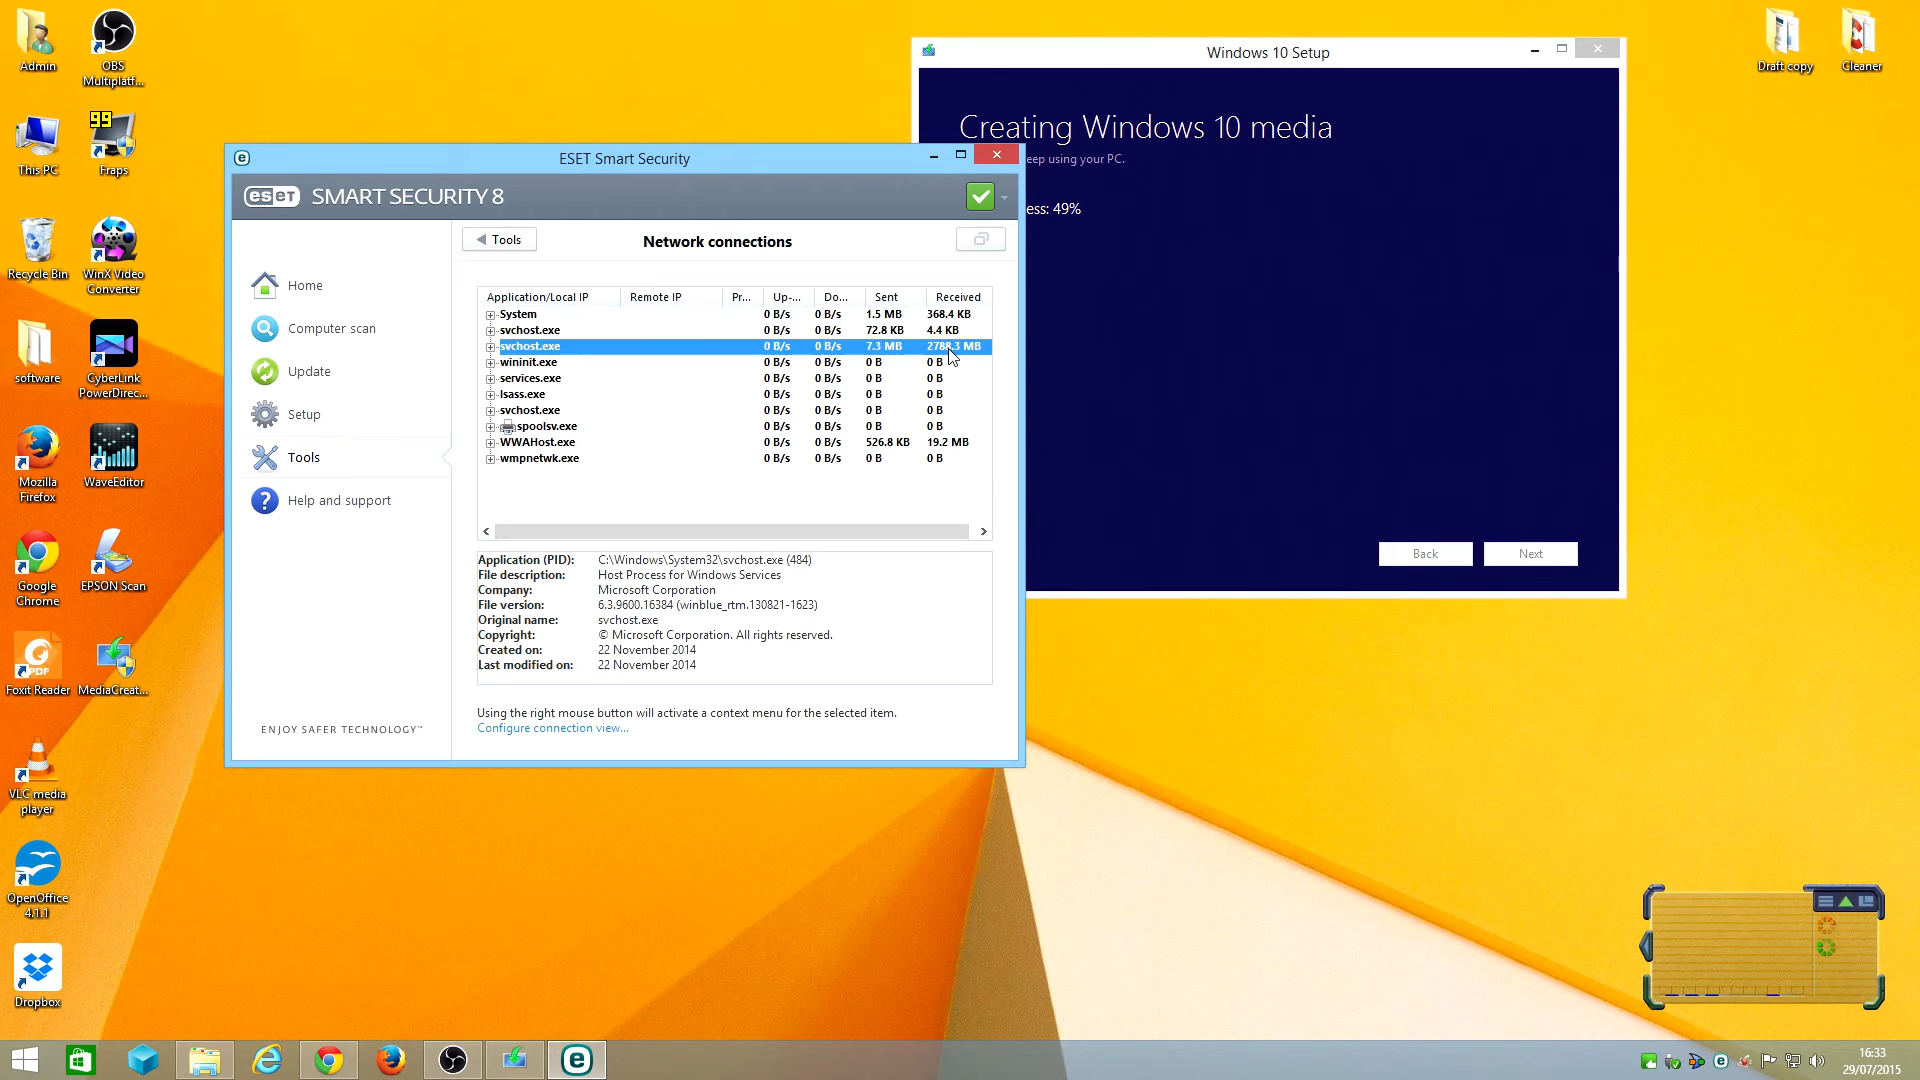 Admin
OBS
Multiplatf...
This PC
Fraps
99
Recycle Bin
WinX Video
Converter
software
CyberLink
PowerDirec...
Mozilla
Firefox
WaveEditor
Google
Chrome
EPSON Scan
PDF
Foxit Reader
MediaCreat...
VLC media
player
OpenOffice
4.1.1
Dropbox
Draft copy
Cleaner
Windows 10 Setup
Creating Windows 10 media
eep using your PC.
ess: 49%
Back
Next
ESET Smart Security
eseT SMART SECURITY 8
Home
Computer scan
Update
Setup
Tools
Help and support
ENJOY SAFER TECHNOLOGY™
Tools
Network connections
Application/Local IP Remote IP Pr... Up-... Do... Sent Received
System 0 B/s 0 B/s 1.5 MB 368.4 KB
svchost.exe 0 B/s 0 B/s 72.8 KB 4.4 KB
svchost.exe 0 B/s 0 B/s 7.3 MB 2788.3 MB
wininit.exe 0 B/s 0 B/s 0 B 0 B
services.exe 0 B/s 0 B/s 0 B 0 B
lsass.exe 0 B/s 0 B/s 0 B 0 B
svchost.exe 0 B/s 0 B/s 0 B 0 B
spoolsv.exe 0 B/s 0 B/s 0 B 0 B
WWAHost.exe 0 B/s 0 B/s 526.8 KB 19.2 MB
wmpnetwk.exe 0 B/s 0 B/s 0 B 0 B
Application (PID): C:\Windows\System32\svchost.exe (484)
File description: Host Process for Windows Services
Company: Microsoft Corporation
File version: 6.3.9600.16384 (winblue_rtm.130821-1623)
Original name: svchost.exe
Copyright: © Microsoft Corporation. All rights reserved.
Created on: 22 November 2014
Last modified on: 22 November 2014
Using the right mouse button will activate a context menu for the selected item.
Configure connection view...
16:33
29/07/2015